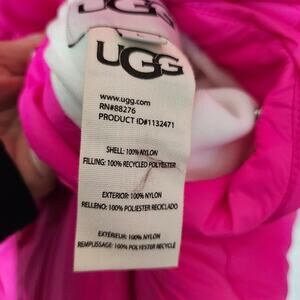 UGG
UGG
www.ugg.com
RN#88276
PRODUCT ID#1132471
SHELL: 100% NYLON
FILLING: 100% RECYCLED POLYESTER
EXTERIOR: 100% NYLON
RELLENO: 100% POLIESTER RECICLADO
EXTÉRIEUR: 100% NYLON
REMPLISSAGE: 100% POLYESTER RECYCLÉ